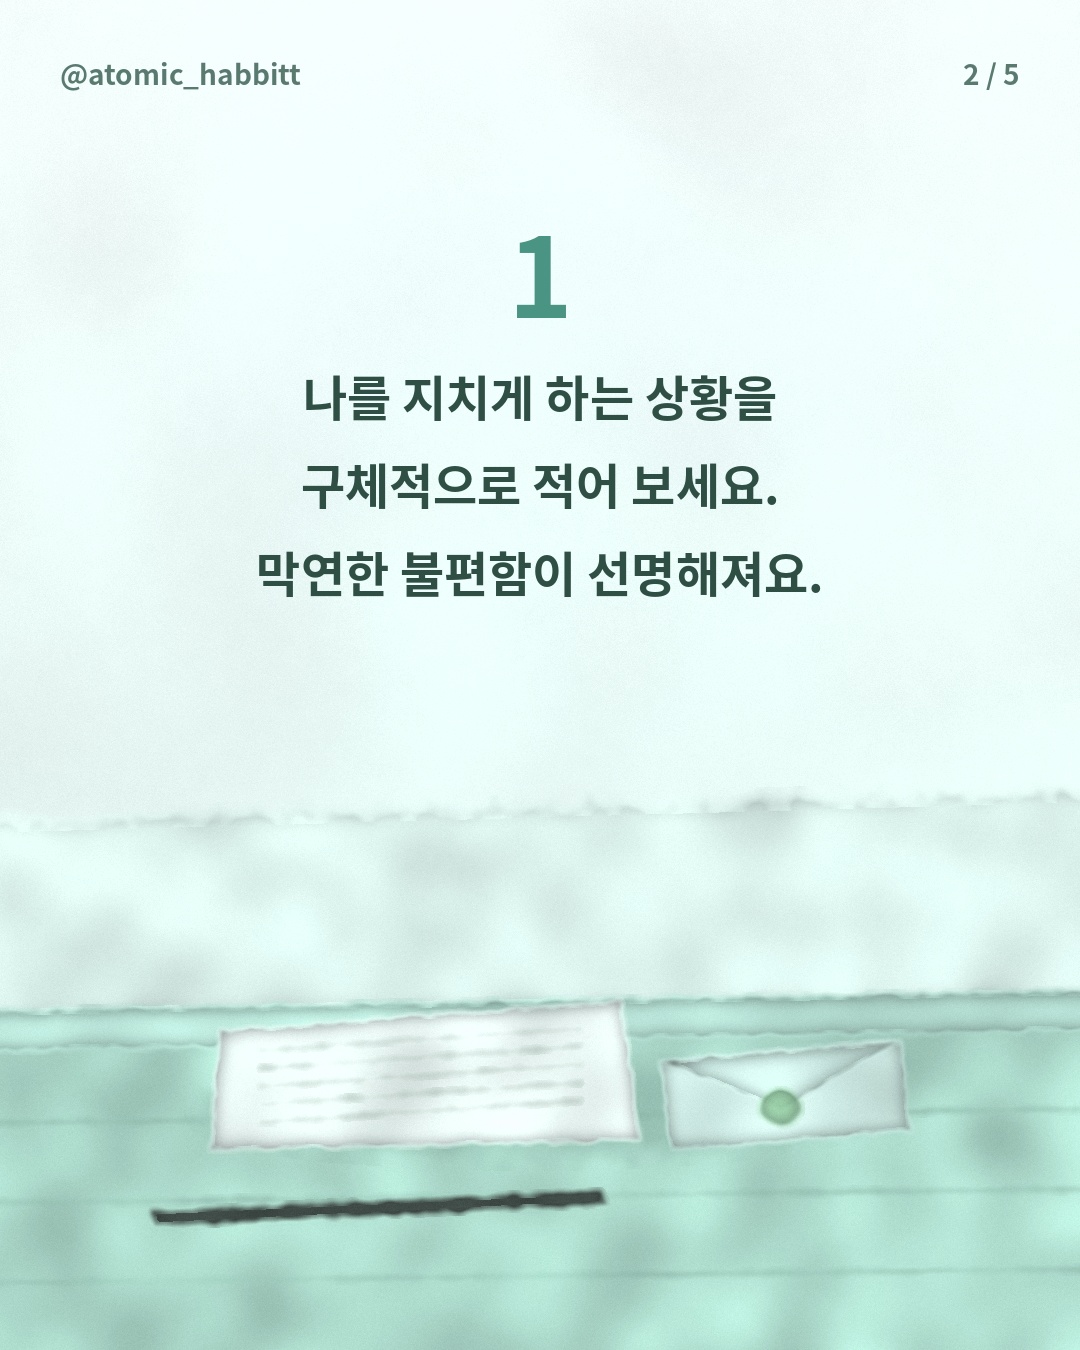 @atomic_habbitt
2 / 5
1
나를 지치게 하는 상황을
구체적으로 적어 보세요.
막연한 불편함이 선명해져요.